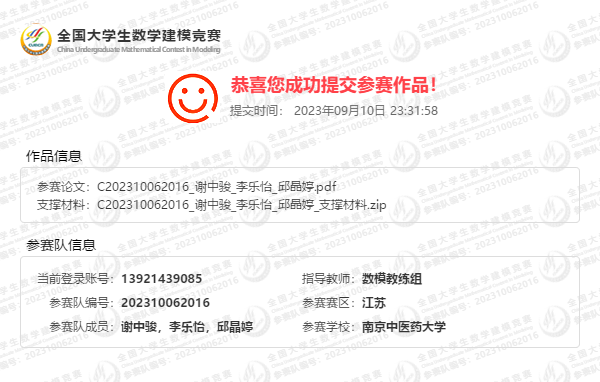 全国大学生数学建模竞赛
China Undergraduate Mathematical Contest in Modeling
恭喜您成功提交参赛作品！
提交时间： 2023年09月10日 23:31:58
作品信息
参赛论文： C202310062016_谢中骏_李乐怡_邱晶婷.pdf
支撑材料： C202310062016_谢中骏_李乐怡_邱晶婷_支撑材料.zip
参赛队信息
当前登录账号： 13921439085 指导教师： 数模教练组
参赛队编号： 202310062016 参赛赛区： 江苏
参赛队成员： 谢中骏，李乐怡，邱晶婷 参赛学校： 南京中医药大学